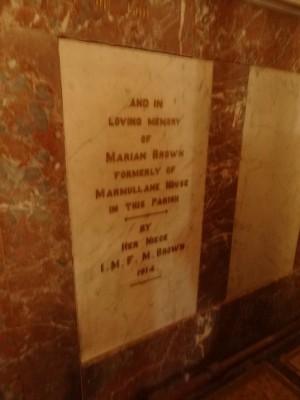 AND IN
LOVING MEMORY
OF
MARIAN BROWN
FORMERLY OF
MARMULLANE HOUSE
IN THIS PARISH
BY
HER NIECE
I. M. F. M. BROWN.
1914.